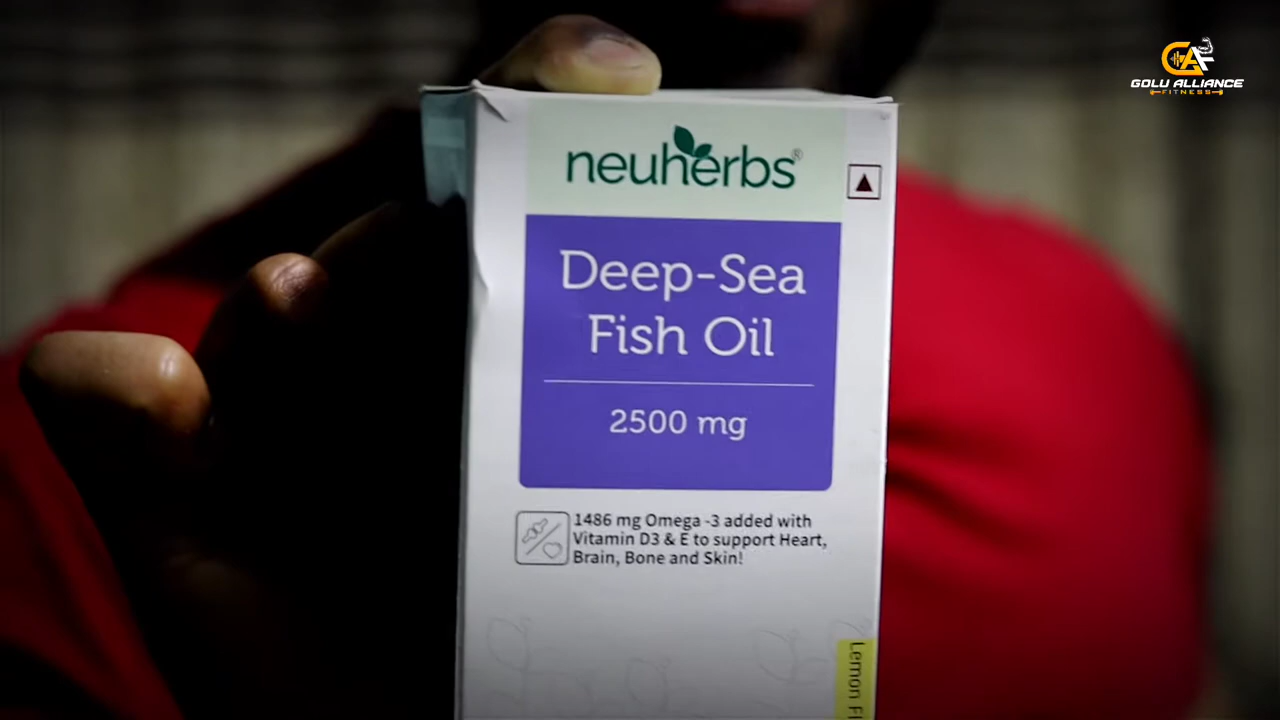 GOLU ALLIANCE
FITNESS
neuherbs®
Deep-Sea
Fish Oil
2500 mg
1486 mg Omega -3 added with
Vitamin D3 & E to support Heart,
Brain, Bone and Skin!
Lemon